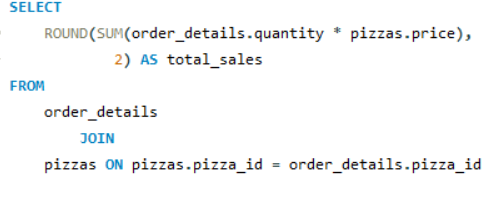 SELECT
ROUND(SUM(order_details.quantity * pizzas.price),
2) AS total_sales
FROM
order_details
JOIN
pizzas ON pizzas.pizza_id = order_details.pizza_id